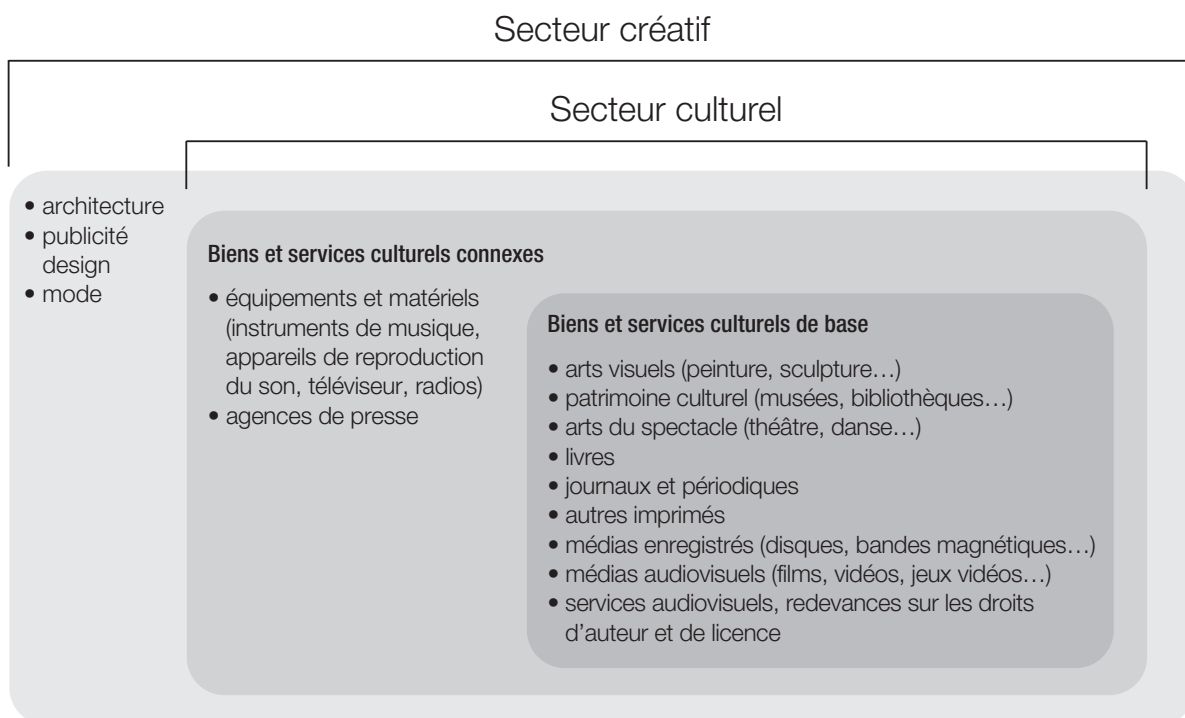 Secteur créatif
Secteur culturel
• architecture
• publicité
design
• mode
Biens et services culturels connexes
• équipements et matériels
(instruments de musique,
appareils de reproduction
du son, téléviseur, radios)
• agences de presse
Biens et services culturels de base
• arts visuels (peinture, sculpture…)
• patrimoine culturel (musées, bibliothèques…)
• arts du spectacle (théâtre, danse…)
• livres
• journaux et périodiques
• autres imprimés
• médias enregistrés (disques, bandes magnétiques…)
• médias audiovisuels (films, vidéos, jeux vidéos…)
• services audiovisuels, redevances sur les droits
d’auteur et de licence